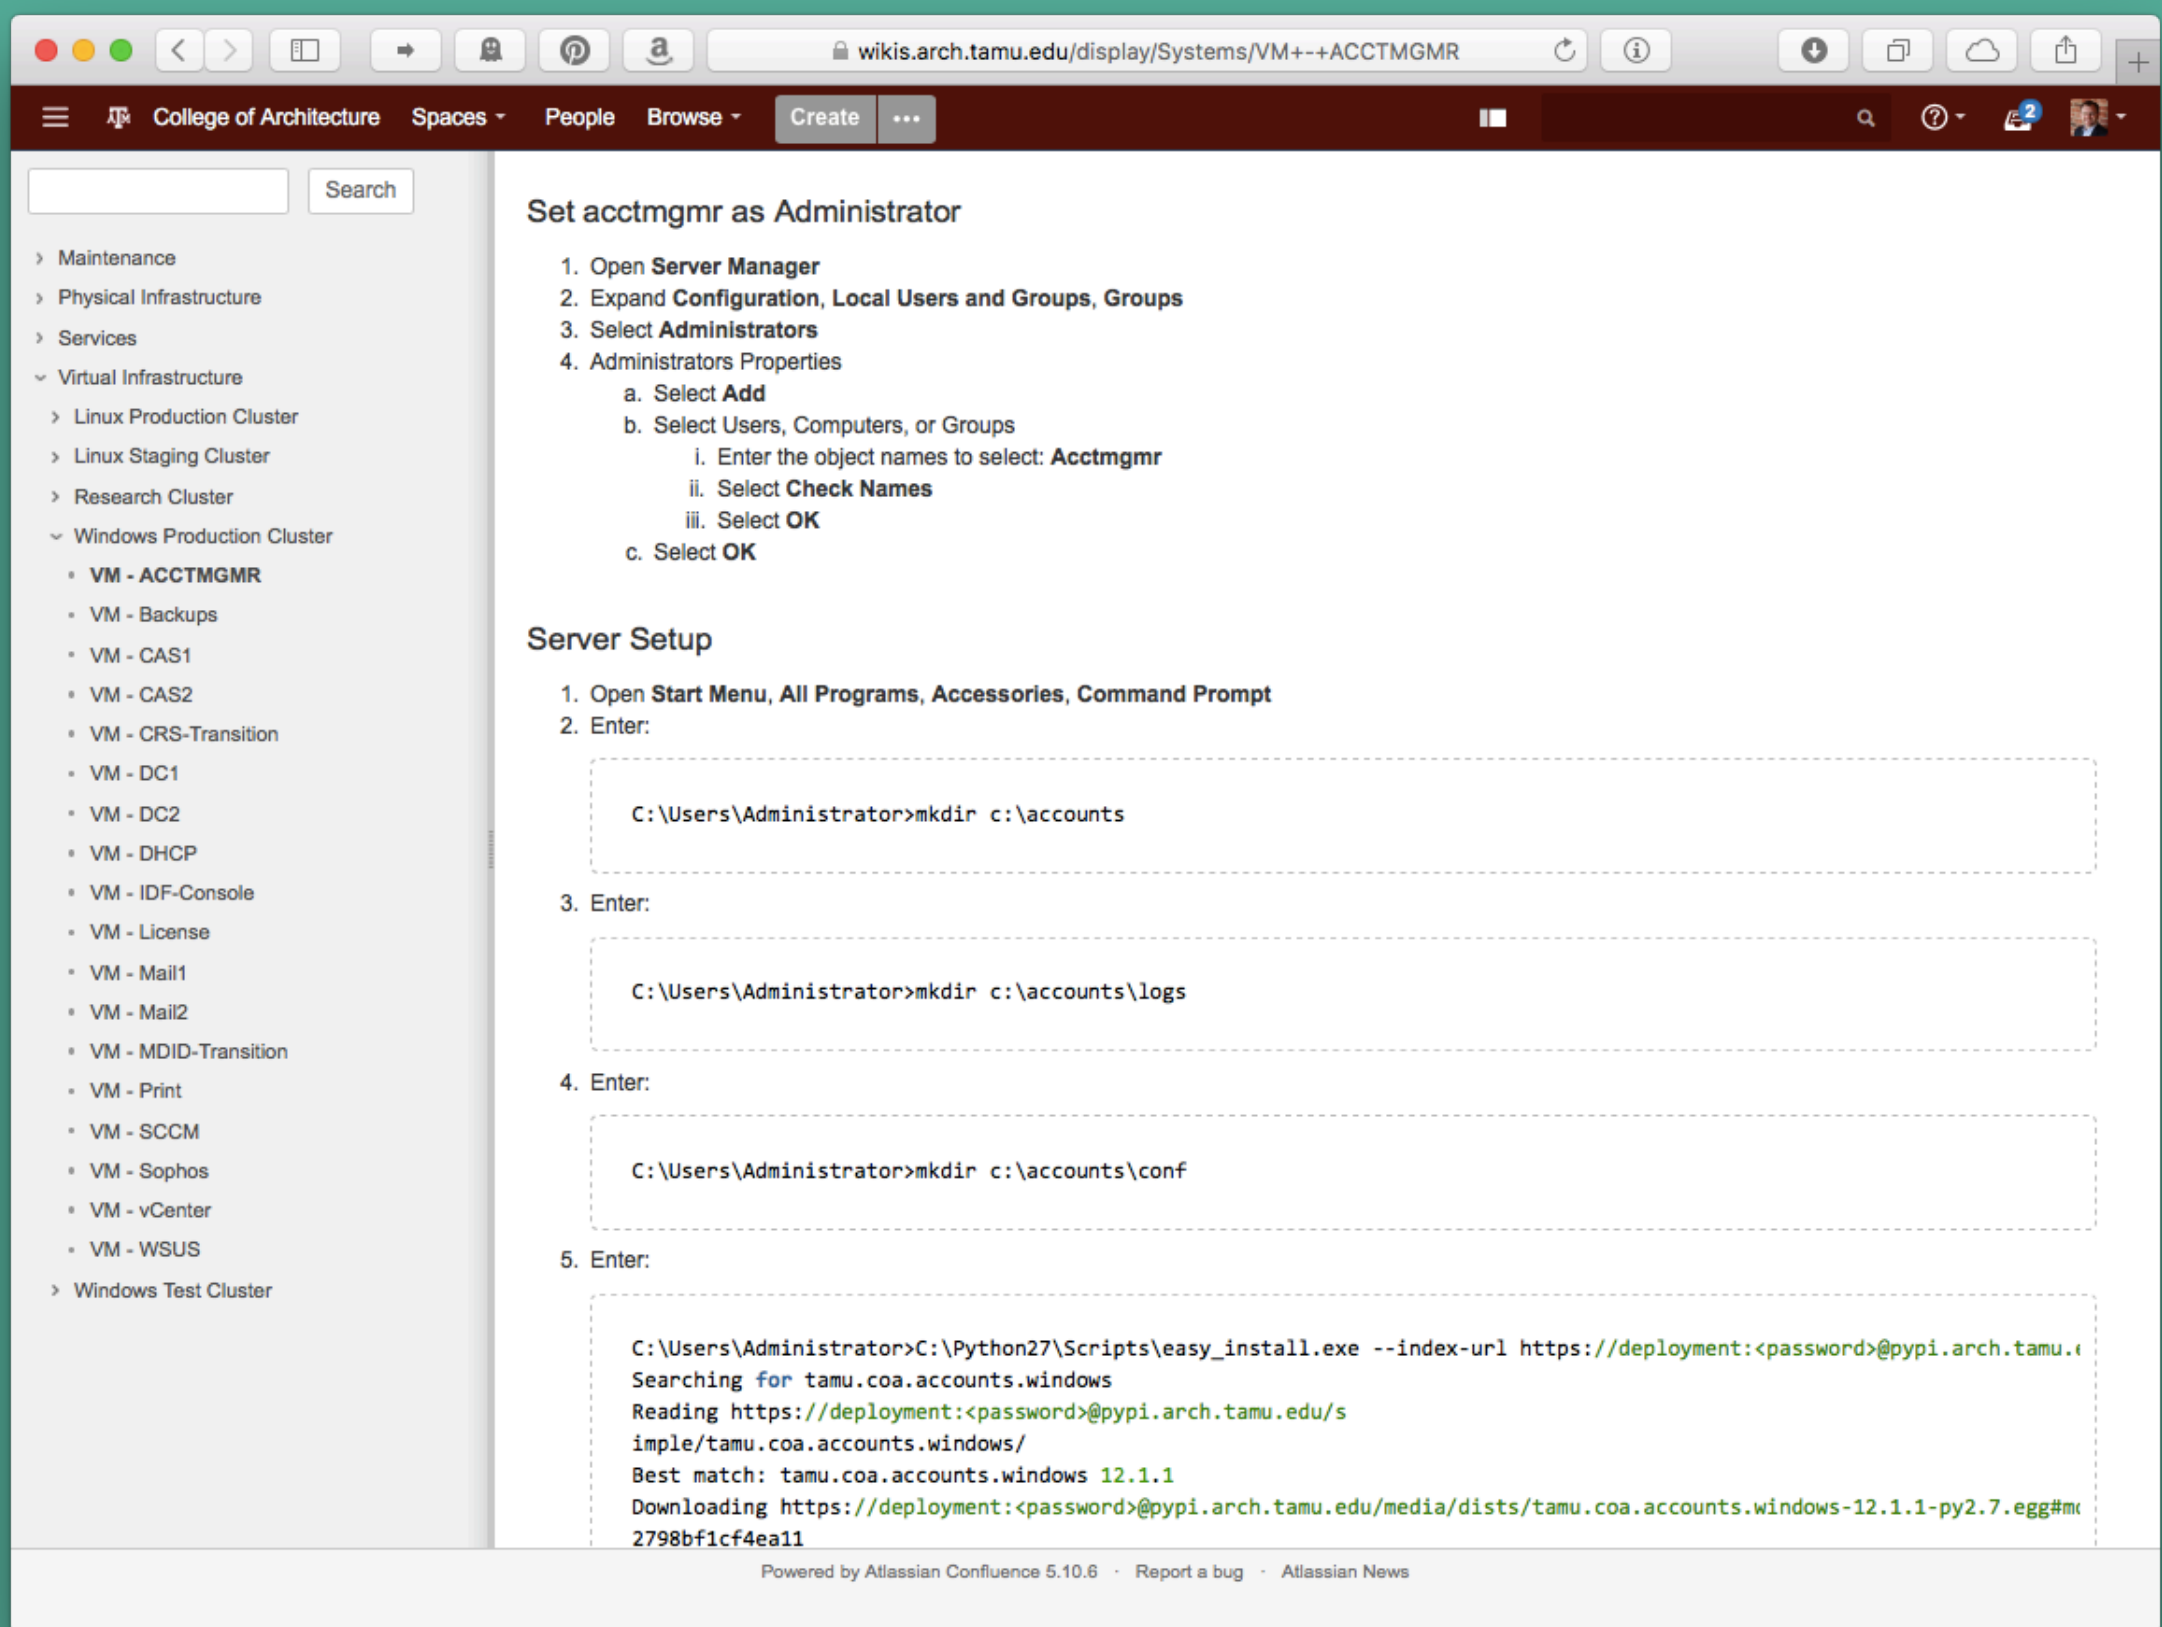 wikis.arch.tamu.edu/display/Systems/VM+-+ACCTMGMR
College of Architecture Spaces People Browse Create ••• 2
Search
Maintenance
Physical Infrastructure
Services
Virtual Infrastructure
Linux Production Cluster
Linux Staging Cluster
Research Cluster
Windows Production Cluster
VM - ACCTMGMR
VM - Backups
VM - CAS1
VM - CAS2
VM - CRS-Transition
VM - DC1
VM - DC2
VM - DHCP
VM - IDF-Console
VM - License
VM - Mail1
VM - Mail2
VM - MDID-Transition
VM - Print
VM - SCCM
VM - Sophos
VM - vCenter
VM - WSUS
Windows Test Cluster
Set acctmgmr as Administrator
1. Open Server Manager
2. Expand Configuration, Local Users and Groups, Groups
3. Select Administrators
4. Administrators Properties
a. Select Add
b. Select Users, Computers, or Groups
i. Enter the object names to select: Acctmgmr
ii. Select Check Names
iii. Select OK
c. Select OK
Server Setup
1. Open Start Menu, All Programs, Accessories, Command Prompt
2. Enter:
C:\Users\Administrator>mkdir c:\accounts
3. Enter:
C:\Users\Administrator>mkdir c:\accounts\logs
4. Enter:
C:\Users\Administrator>mkdir c:\accounts\conf
5. Enter:
C:\Users\Administrator>C:\Python27\Scripts\easy_install.exe --index-url https://deployment:<password>@pypi.arch.tamu.
Searching for tamu.coa.accounts.windows
Reading https://deployment:<password>@pypi.arch.tamu.edu/s
imple/tamu.coa.accounts.windows/
Best match: tamu.coa.accounts.windows 12.1.1
Downloading https://deployment:<password>@pypi.arch.tamu.edu/media/dists/tamu.coa.accounts.windows-12.1.1-py2.7.egg#m
2798bf1cf4ea11
Powered by Atlassian Confluence 5.10.6 · Report a bug · Atlassian News